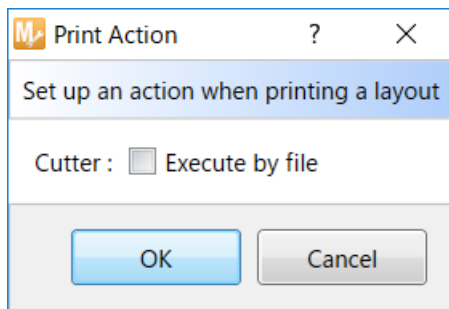 Print Action ?
Set up an action when printing a layout
Cutter : Execute by file
OK Cancel